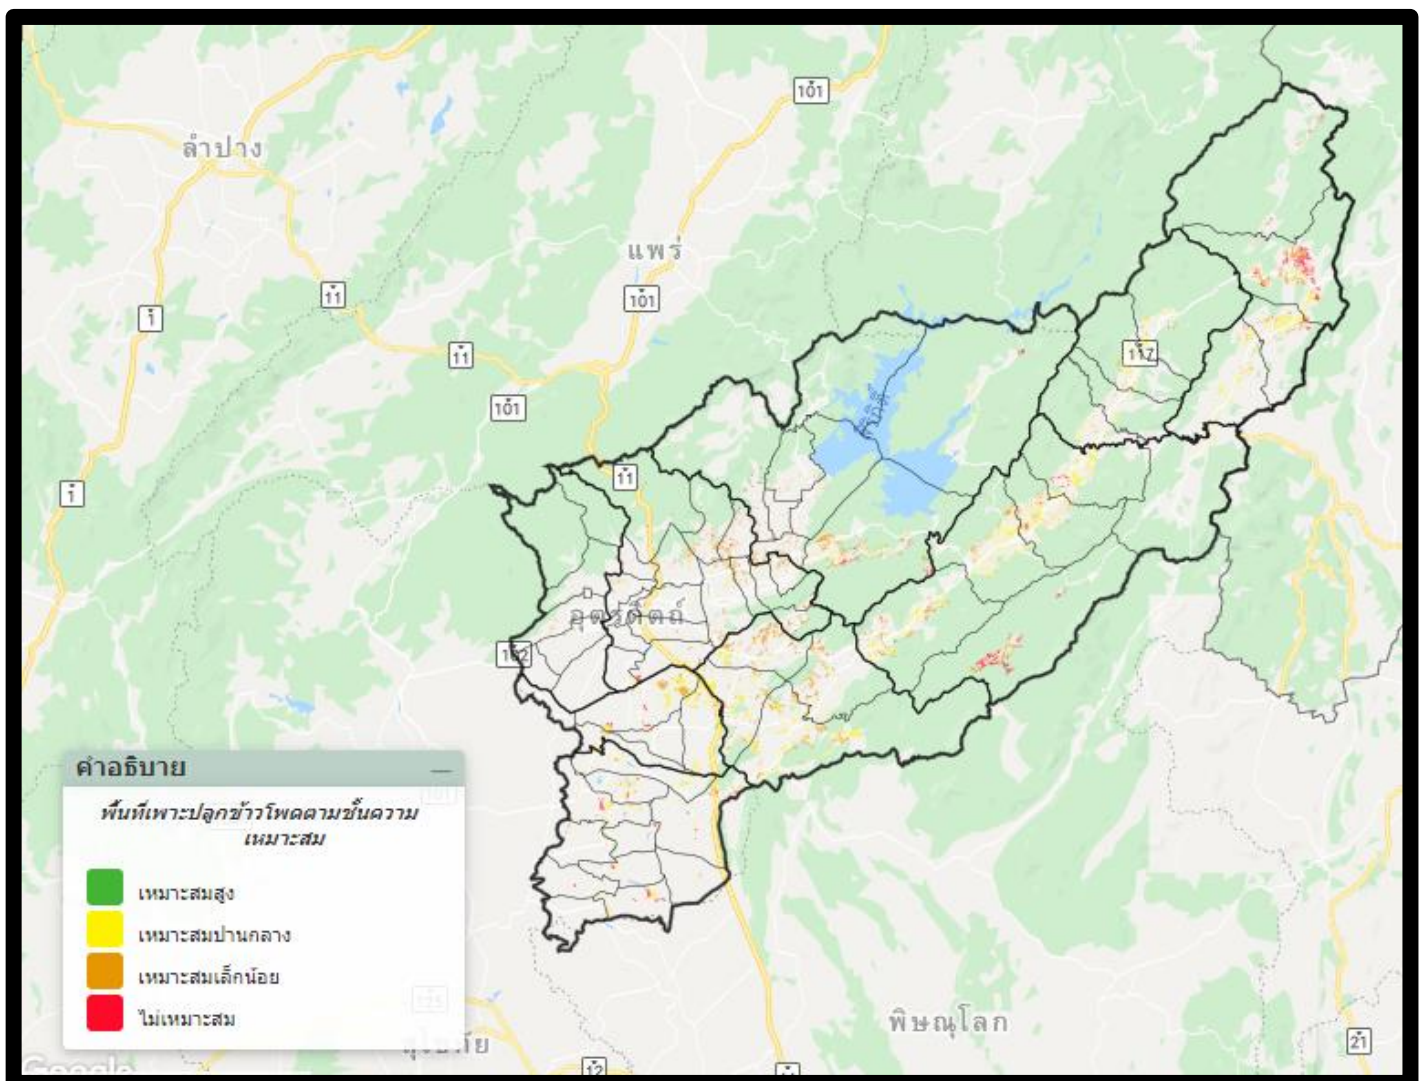 101
ลำปาง
แพร่
11
101
1
11
117
101
11
1
อุตรดิตถ์
102
คำอธิบาย
พื้นที่เพาะปลูกข้าวโพดตามชั้นความ
เหมาะสม
เหมาะสมสูง
เหมาะสมปานกลาง
เหมาะสมเล็กน้อย
ไม่เหมาะสม
พิษณุโลก
21
สุโขทัย
12
Google